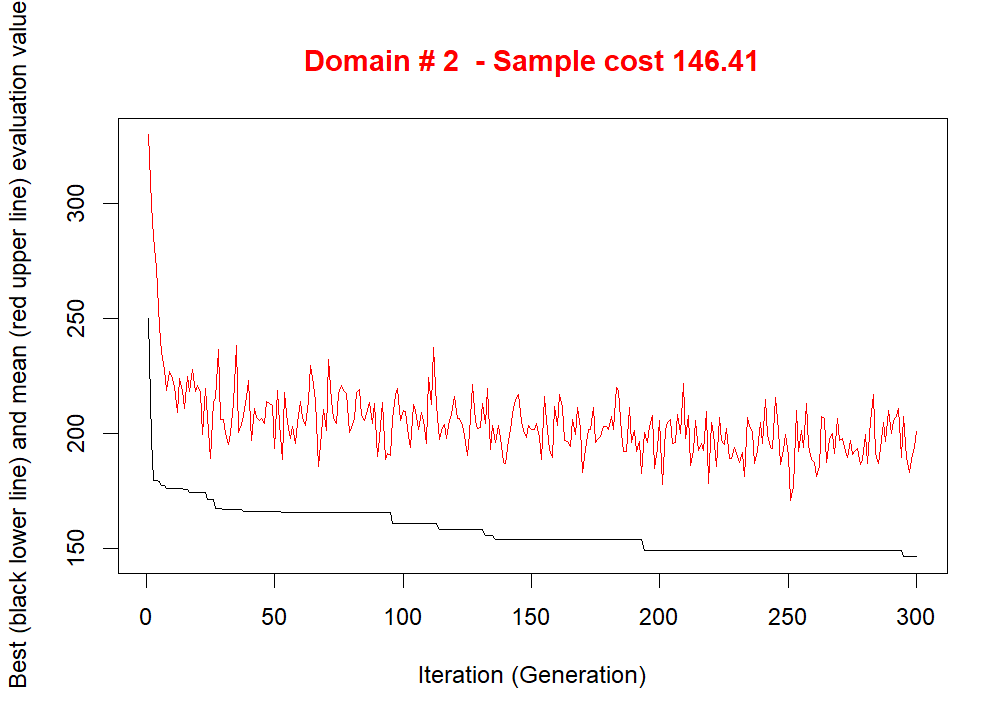 Domain # 2  - Sample cost 146.41
Best (black lower line) and mean (red upper line) evaluation value
300
250
200
150
0 50 100 150 200 250 300
Iteration (Generation)